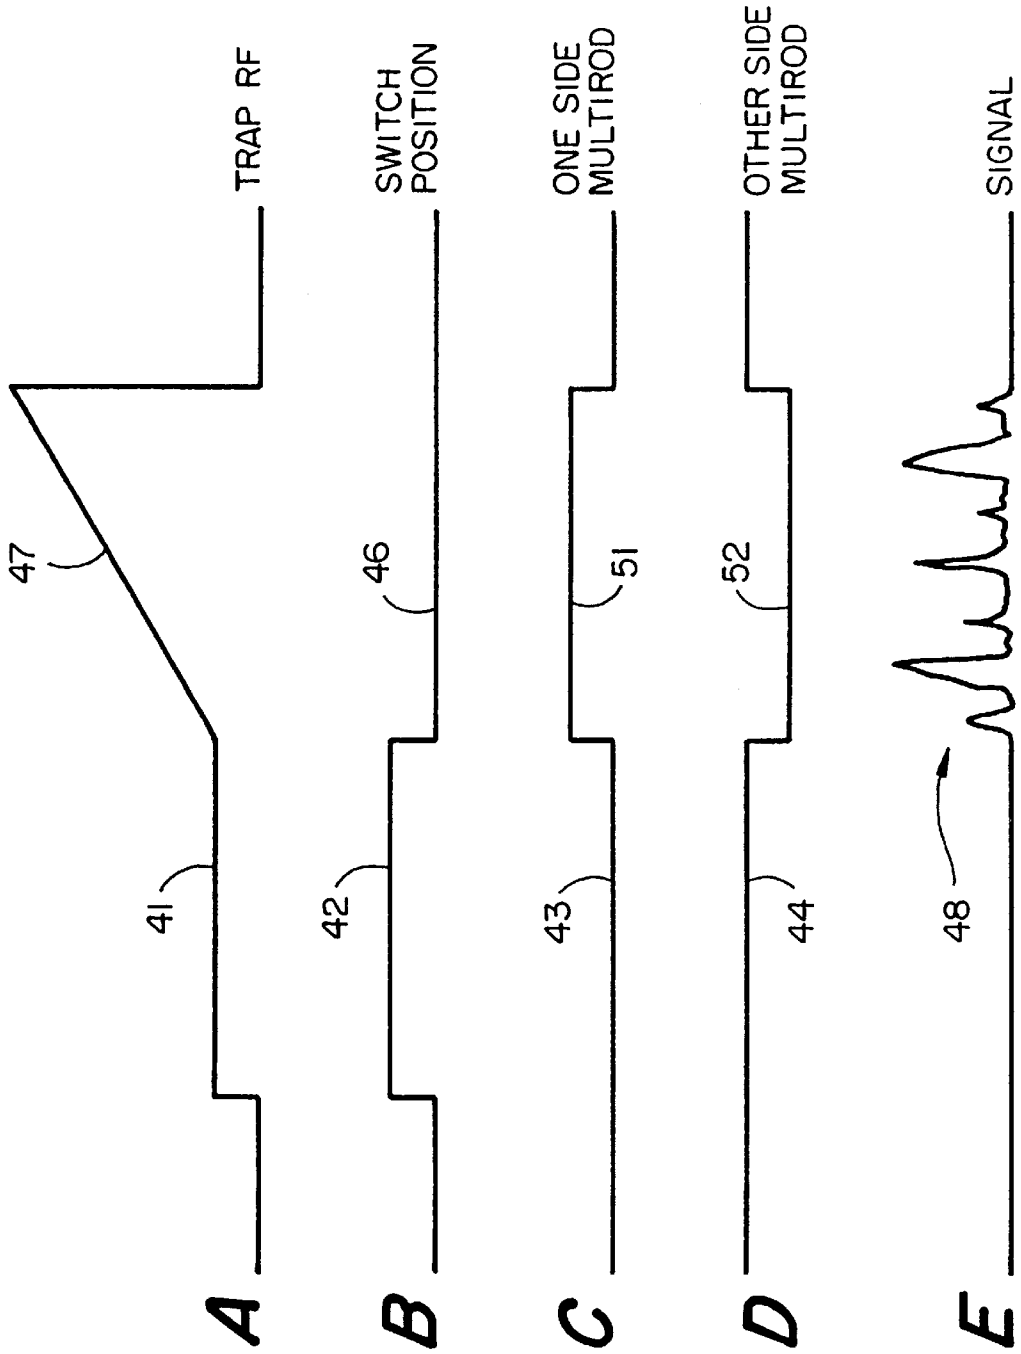 A
41
47
TRAP RF
B
42
46
SWITCH
POSITION
C
43
51
ONE SIDE
MULTIROD
D
44
52
OTHER SIDE
MULTIROD
E
48
SIGNAL